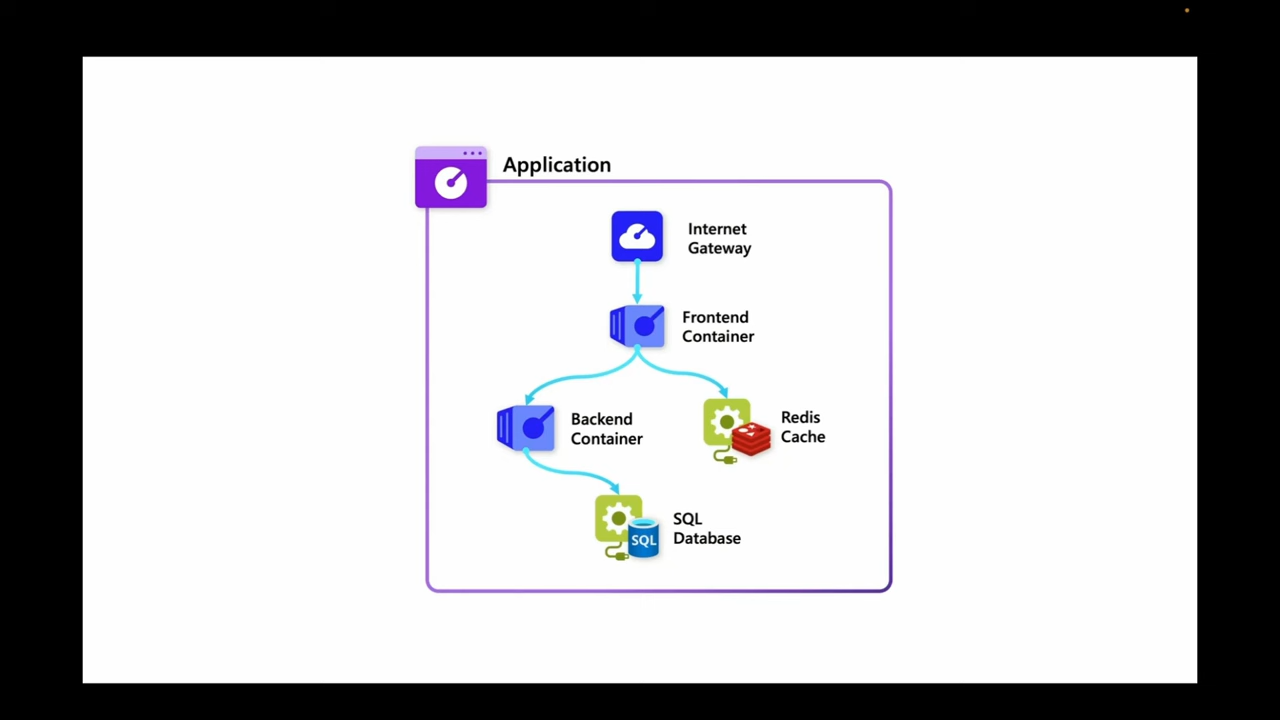 Application
Internet
Gateway
Frontend
Container
Backend
Container
Redis
Cache
SQL
Database
SQL